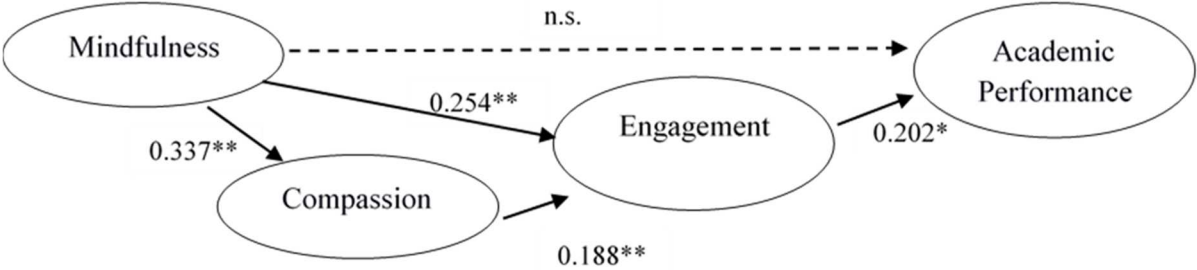 n.s.
Mindfulness
Academic
Performance
0.254**
Engagement
0.202*
0.337**
Compassion
0.188**